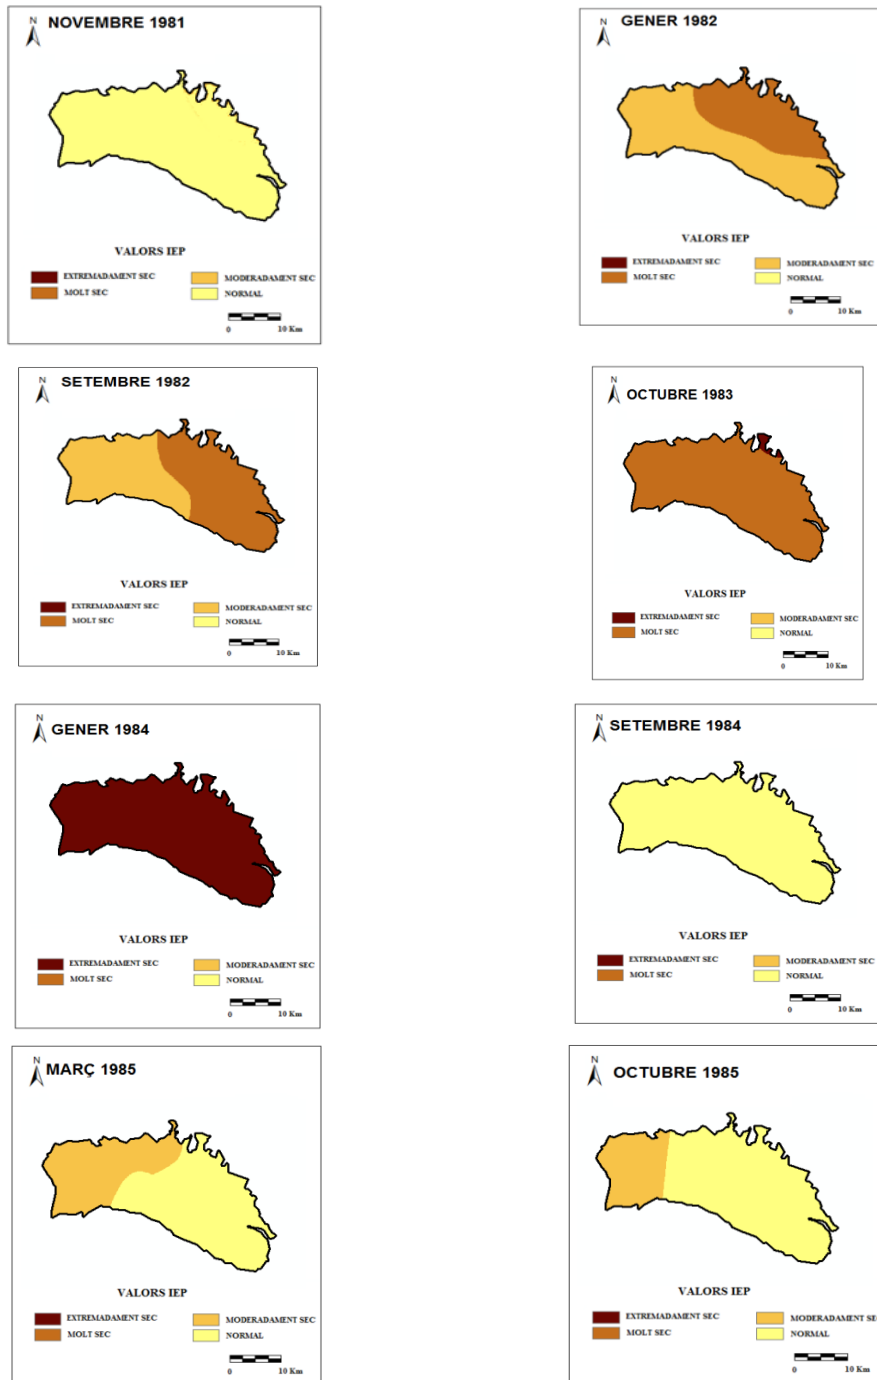 N
NOVEMBRE 1981
VALORS IEP
EXTREMADAMENT SEC
MODERADAMENT SEC
MOLT SEC
NORMAL
0 10 Km
N
GENER 1982
VALORS IEP
EXTREMADAMENT SEC
MODERADAMENT SEC
MOLT SEC
NORMAL
0 10 Km
N
SETEMBRE 1982
VALORS IEP
EXTREMADAMENT SEC
MODERADAMENT SEC
MOLT SEC
NORMAL
0 10 Km
N
OCTUBRE 1983
VALORS IEP
EXTREMADAMENT SEC
MODERADAMENT SEC
MOLT SEC
NORMAL
0 10 Km
N
GENER 1984
VALORS IEP
EXTREMADAMENT SEC
MODERADAMENT SEC
MOLT SEC
NORMAL
0 10 Km
N
SETEMBRE 1984
VALORS IEP
EXTREMADAMENT SEC
MODERADAMENT SEC
MOLT SEC
NORMAL
0 10 Km
N
MARÇ 1985
VALORS IEP
EXTREMADAMENT SEC
MODERADAMENT SEC
MOLT SEC
NORMAL
0 10 Km
N
OCTUBRE 1985
VALORS IEP
EXTREMADAMENT SEC
MODERADAMENT SE
MOLT SEC
NORMAL
0 10 Km